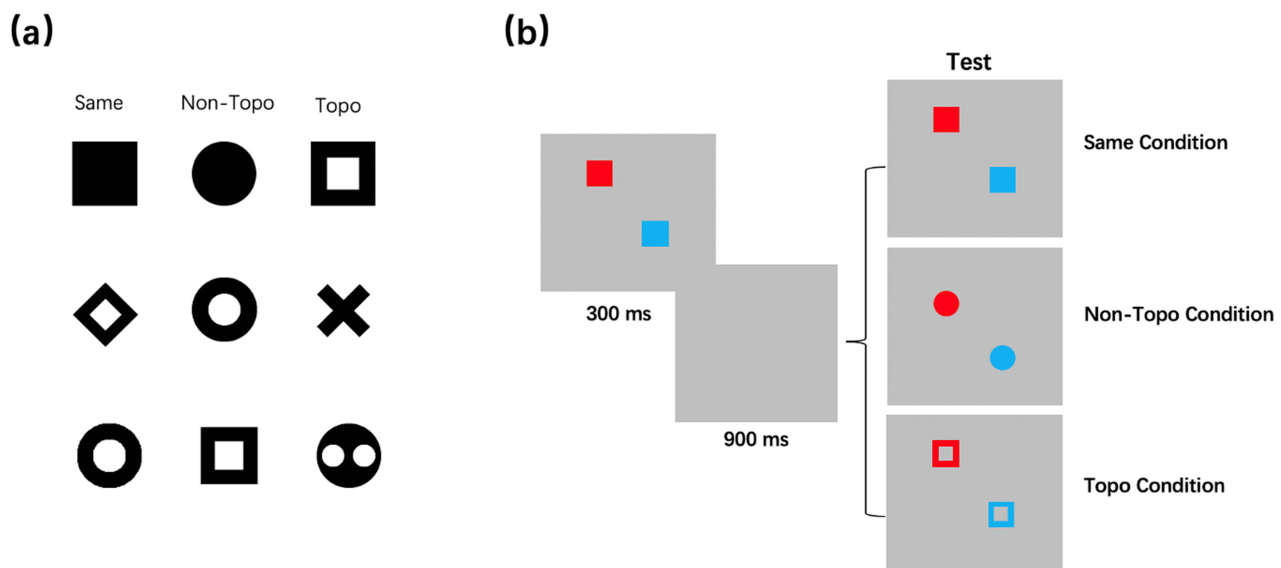 (a)
Same Non-Topo Topo
(b)
Test
300 ms
900 ms
Same Condition
Non-Topo Condition
Topo Condition